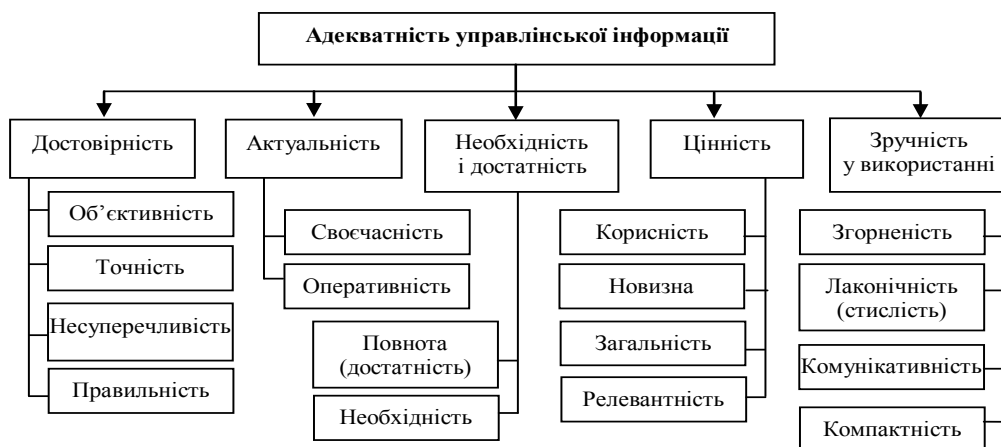 Адекватність управлінської інформації
Достовірність
Об’єктивність
Точність
Несуперечливість
Правильність
Актуальність
Своєчасність
Оперативність
Необхідність
і достатність
Повнота
(достатність)
Необхідність
Цінність
Корисність
Новизна
Загальність
Релевантність
Зручність
у використанні
Згорненість
Лаконічність
(стислість)
Комунікативність
Компактність